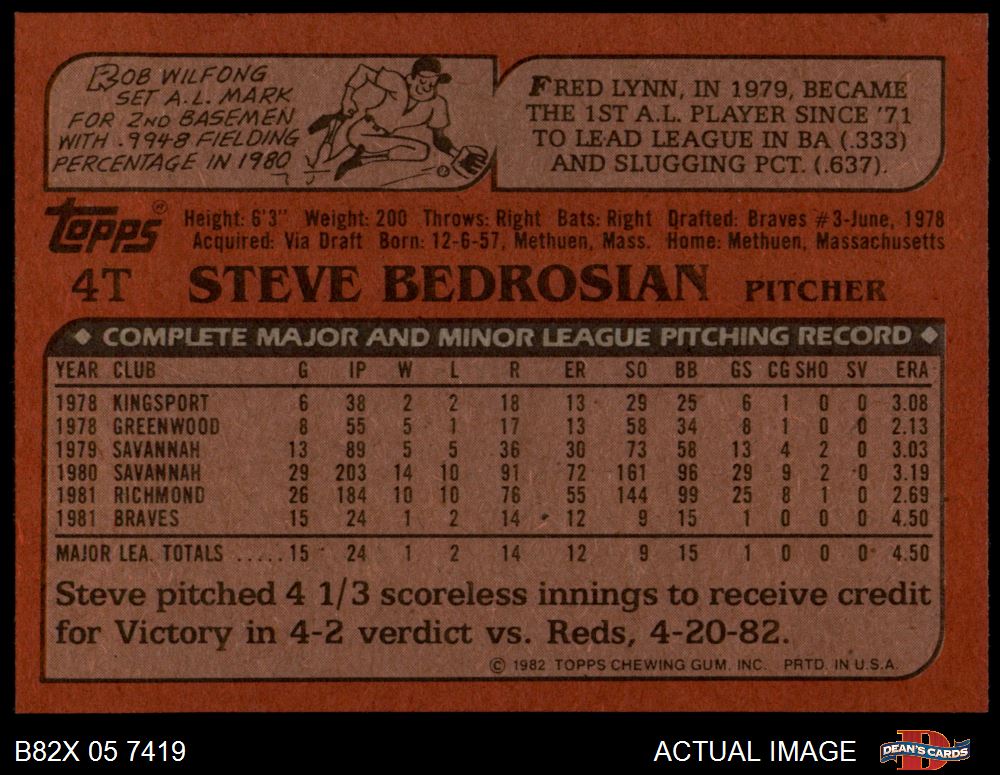 BOB WILFONG
SET A.L. MARK
FOR 2ND BASEMEN
WITH .9948 FIELDING
PERCENTAGE IN 1980
FRED LYNN, IN 1979, BECAME
THE 1ST A.L. PLAYER SINCE '71
TO LEAD LEAGUE IN BA (.333)
AND SLUGGING PCT. (.637).
topps®
Height: 6'3" Weight: 200 Throws: Right Bats: Right Drafted: Braves #3-June, 1978
Acquired: Via Draft Born: 12-6-57, Methuen, Mass. Home: Methuen, Massachusetts
4T STEVE BEDROSIAN PITCHER
◆ COMPLETE MAJOR AND MINOR LEAGUE PITCHING RECORD ◆
YEAR CLUB G IP W L R ER SO BB GS CG SHO SV ERA
1978 KINGSPORT 6 38 2 2 18 13 29 25 6 1 0 0 3.08
1978 GREENWOOD 8 55 5 1 17 13 58 34 8 1 0 0 2.13
1979 SAVANNAH 13 89 5 5 36 30 73 58 13 4 2 0 3.03
1980 SAVANNAH 29 203 14 10 91 72 161 96 29 9 2 0 3.19
1981 RICHMOND 26 184 10 10 76 55 144 99 25 8 1 0 2.69
1981 BRAVES 15 24 1 2 14 12 9 15 1 0 0 0 4.50
MAJOR LEA. TOTALS .....15 24 1 2 14 12 9 15 1 0 0 0 4.50
Steve pitched 4 1/3 scoreless innings to receive credit
for Victory in 4-2 verdict vs. Reds, 4-20-82.
© 1982 TOPPS CHEWING GUM, INC. PRTD. IN U.S.A.
B82X 05 7419 ACTUAL IMAGE DEAN'S CARDS